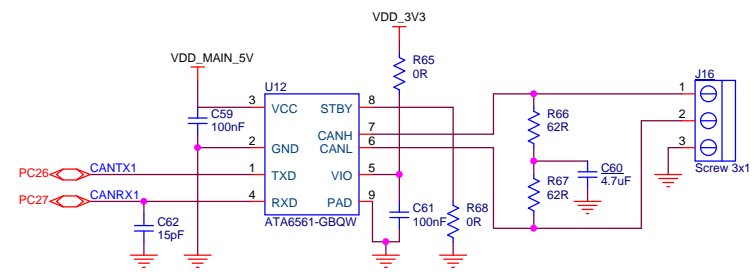 VDD_3V3
VDD_MAIN_5V
R65
0R
U12
J16
C59
100nF
3
VCC
STBY
8
R66
62R
1
2
3
CANH
7
2
GND
CANL
6
PC26
CANTX1
1
TXD
VIO
5
C60
4.7uF
Screw 3x1
PC27
CANRX1
4
RXD
PAD
9
R67
62R
C62
15pF
ATA6561-GBQW
C61
100nF
R68
0R